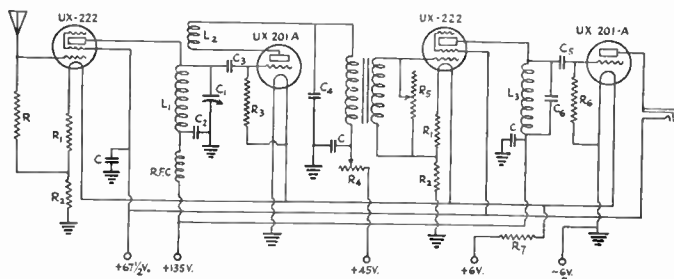 UX-222
L2
UX 201A
UX-222
UX 201-A
R
R1
R2
C
L1
C1
C2
C3
R3
R.F.C
C4
C
R4
R5
R1
R2
L3
C
C5
C6
R6
R7
+67½V.
+135V.
+45V.
+6V.
-6V.